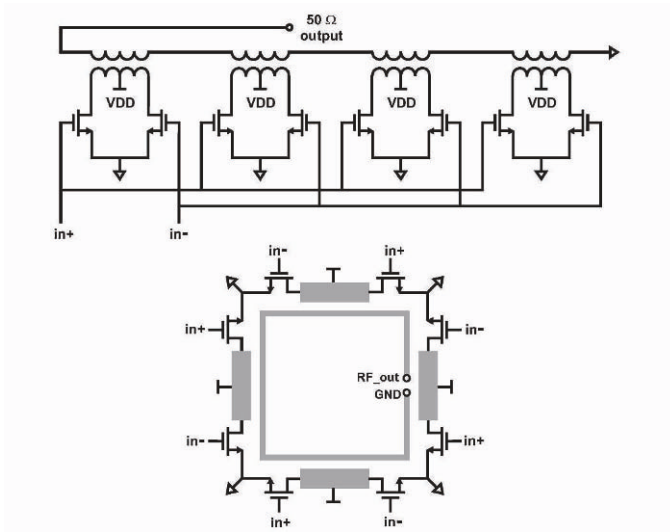 50 Ω
output
VDD
VDD
VDD
VDD
in+
in-
in-
in+
in+
in-
RF_out
GND
in-
in+
in+
in-